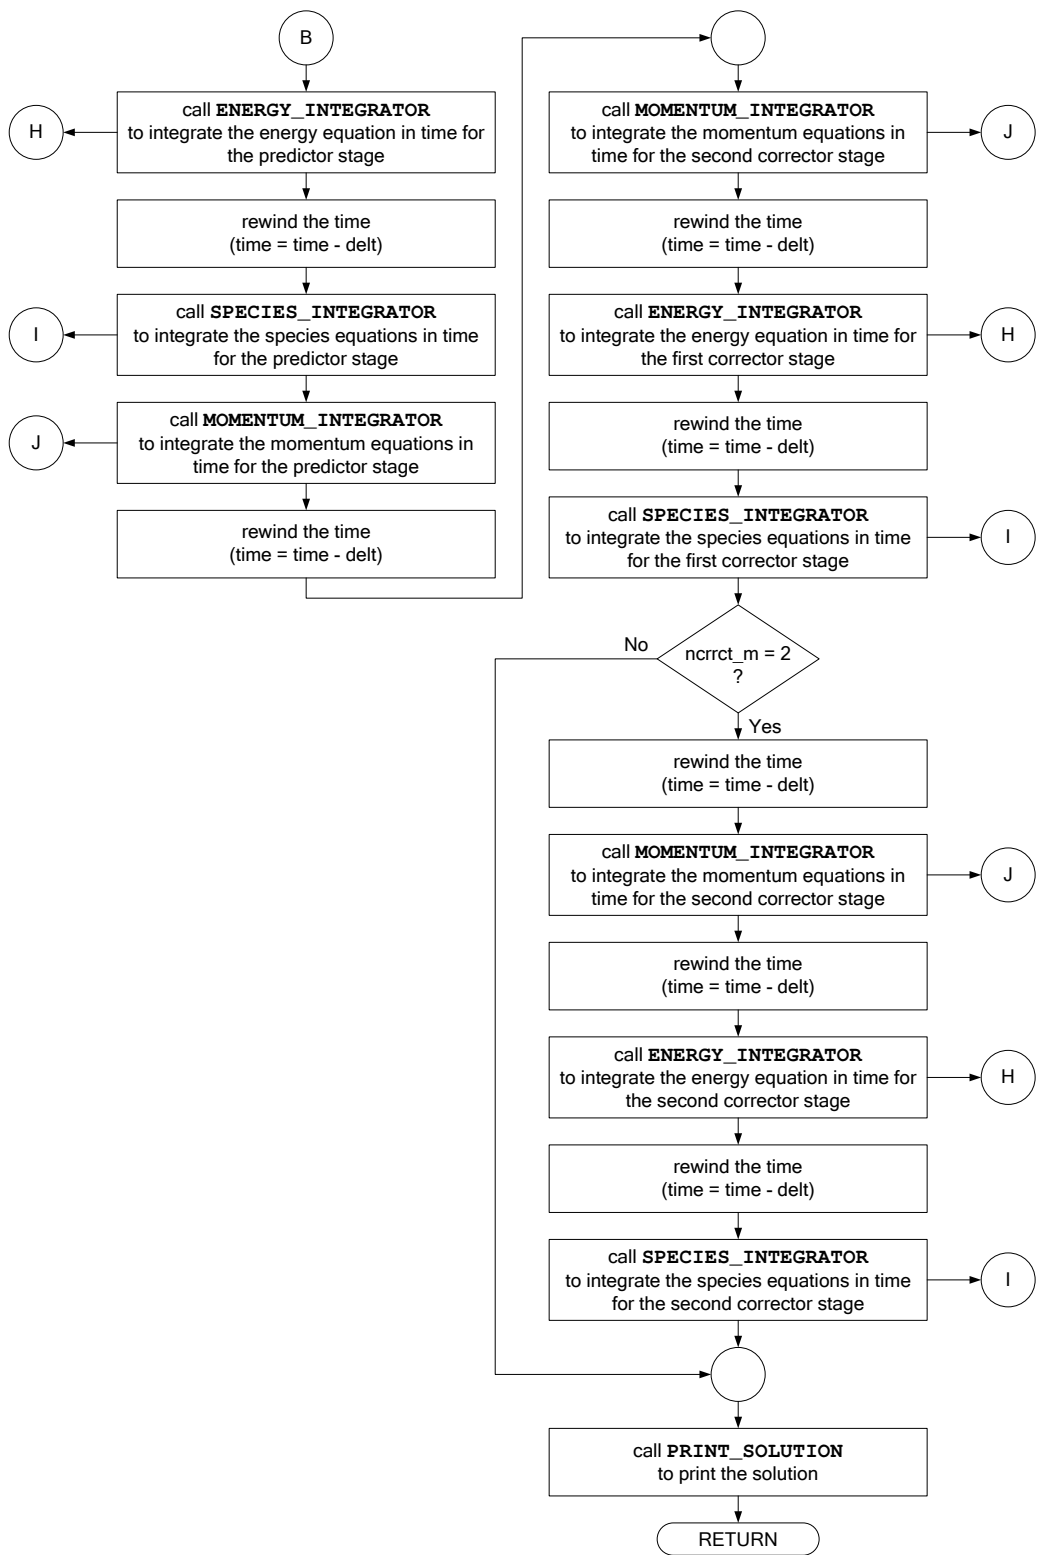 B
call ENERGY_INTEGRATOR
to integrate the energy equation in time for
the predictor stage
H
rewind the time
(time = time - delt)
call SPECIES_INTEGRATOR
to integrate the species equations in time
for the predictor stage
I
call MOMENTUM_INTEGRATOR
to integrate the momentum equations in
time for the predictor stage
J
rewind the time
(time = time - delt)
call MOMENTUM_INTEGRATOR
to integrate the momentum equations in
time for the second corrector stage
J
rewind the time
(time = time - delt)
call ENERGY_INTEGRATOR
to integrate the energy equation in time for
the first corrector stage
H
rewind the time
(time = time - delt)
call SPECIES_INTEGRATOR
to integrate the species equations in time
for the first corrector stage
I
No
ncrrct_m = 2
?
Yes
rewind the time
(time = time - delt)
call MOMENTUM_INTEGRATOR
to integrate the momentum equations in
time for the second corrector stage
J
rewind the time
(time = time - delt)
call ENERGY_INTEGRATOR
to integrate the energy equation in time for
the second corrector stage
H
rewind the time
(time = time - delt)
call SPECIES_INTEGRATOR
to integrate the species equations in time
for the second corrector stage
I
call PRINT_SOLUTION
to print the solution
RETURN